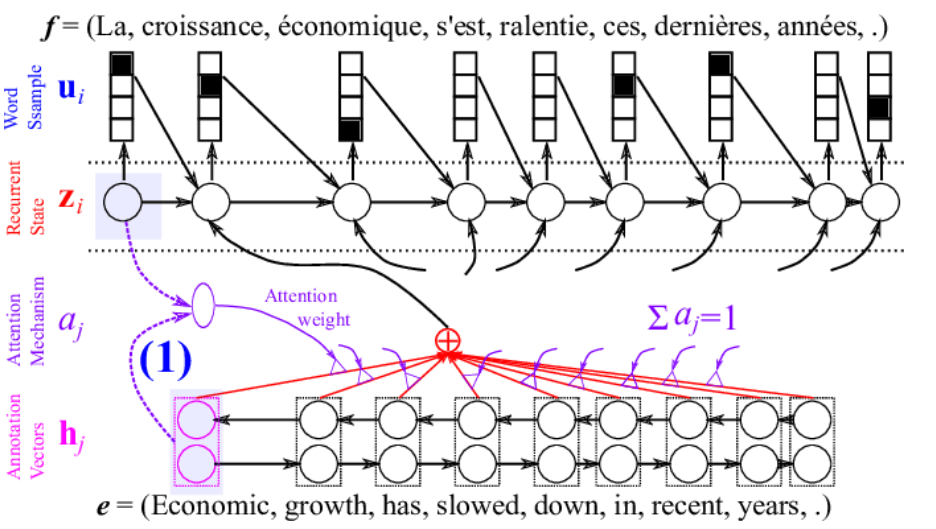 f = (La, croissance, économique, s'est, ralentie, ces, dernières, années, .)
Word
Ssample
u_i
Recurrent
State
z_i
Attention
Mechanism
a_j
Attention
weight
Σ a_j=1
(1)
Annotation
Vectors
h_j
e = (Economic, growth, has, slowed, down, in, recent, years, .)